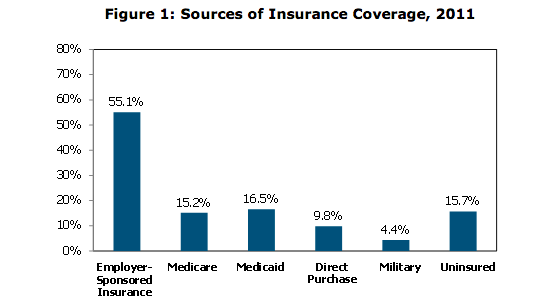 Figure 1: Sources of Insurance Coverage, 2011
80%
70%
60%
50%
40%
30%
20%
10%
0%
55.1%
15.2%
16.5%
9.8%
4.4%
15.7%
Employer-
Sponsored
Insurance
Medicare
Medicaid
Direct
Purchase
Military
Uninsured